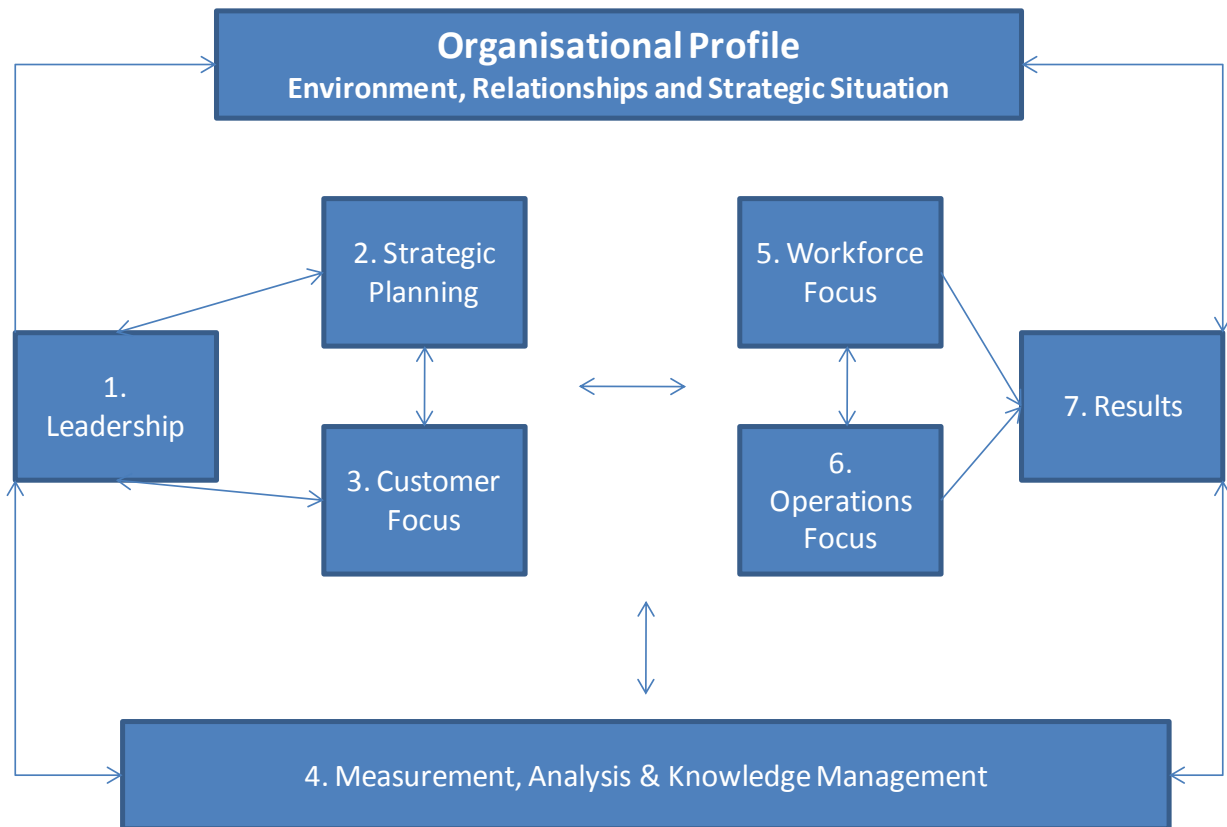 Organisational Profile
Environment, Relationships and Strategic Situation
2. Strategic
Planning
5. Workforce
Focus
1.
Leadership
7. Results
3. Customer
Focus
6.
Operations
Focus
4. Measurement, Analysis & Knowledge Management